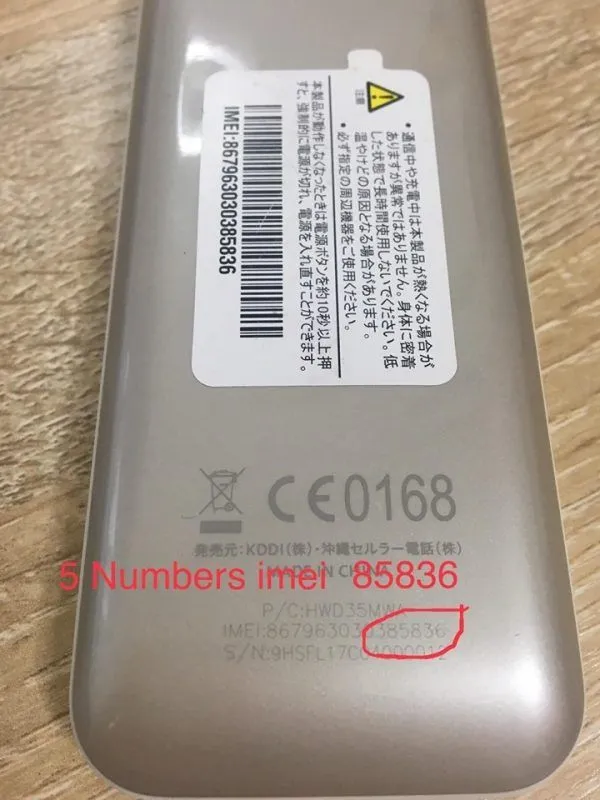 注意
• 通信中や充電中は本製品が熱くなる場合が
ありますが異常ではありません。身体に密着
した状態で長時間使用しないでください。低
温やけどの原因となる場合があります。
• 必ず指定の周辺機器をご使用ください。
本製品が動作しなくなったときは電源ボタンを約10秒以上押
すと、強制的に電源が切れ、電源を入れ直すことができます。
IMEI:867963030385836
CE0168
発売元：KDDI(株)・沖縄セルラー電話(株)
MADE IN CHINA
5 Numbers imei 85836
P/C:HWD35MWA
IMEI:867963030385836
S/N:9HSFL17C04000012